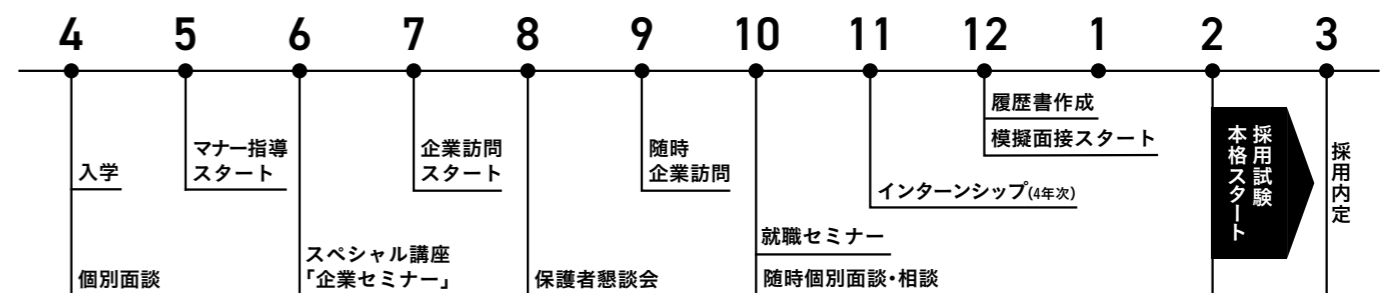 4 5 6 7 8 9 10 11 12 1 2 3
入学
個別面談
マナー指導
スタート
スペシャル講座
「企業セミナー」
企業訪問
スタート
保護者懇談会
随時
企業訪問
就職セミナー
随時個別面談・相談
インターンシップ(4年次)
履歴書作成
模擬面接スタート
採用試験
本格スタート
採用内定